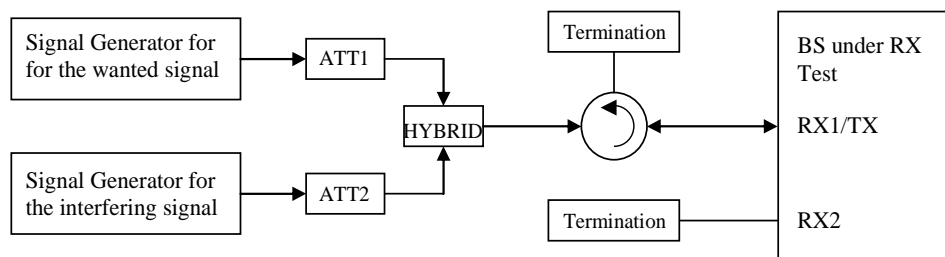 Signal Generator for
for the wanted signal
ATT1
HYBRID
Signal Generator for
the interfering signal
ATT2
Termination
Termination
BS under RX
Test
RX1/TX
RX2